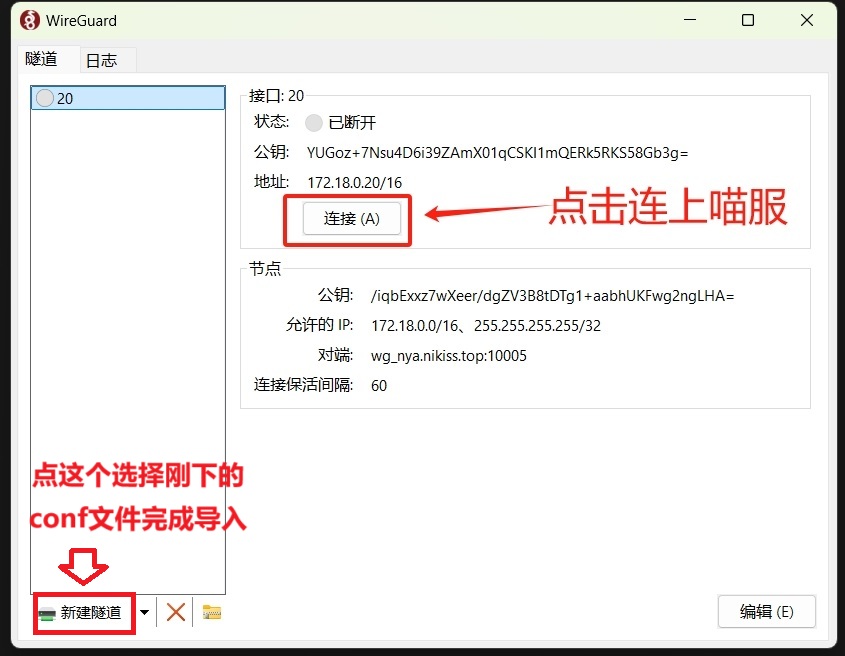 WireGuard
隧道
日志
20
接口: 20
状态: 已断开
公钥: YUGoz+7Nsu4D6i39ZAmX01qCSKI1mQERk5RKS58Gb3g=
地址: 172.18.0.20/16
连接 (A)
点击连上喵服
节点
公钥: /iqbExxz7wXeer/dgZV3B8tDTg1+aabhUKFwg2ngLHA=
允许的 IP: 172.18.0.0/16、255.255.255.255/32
对端: wg_nya.nikiss.top:10005
连接保活间隔: 60
点这个选择刚下的
conf文件完成导入
新建隧道
编辑 (E)